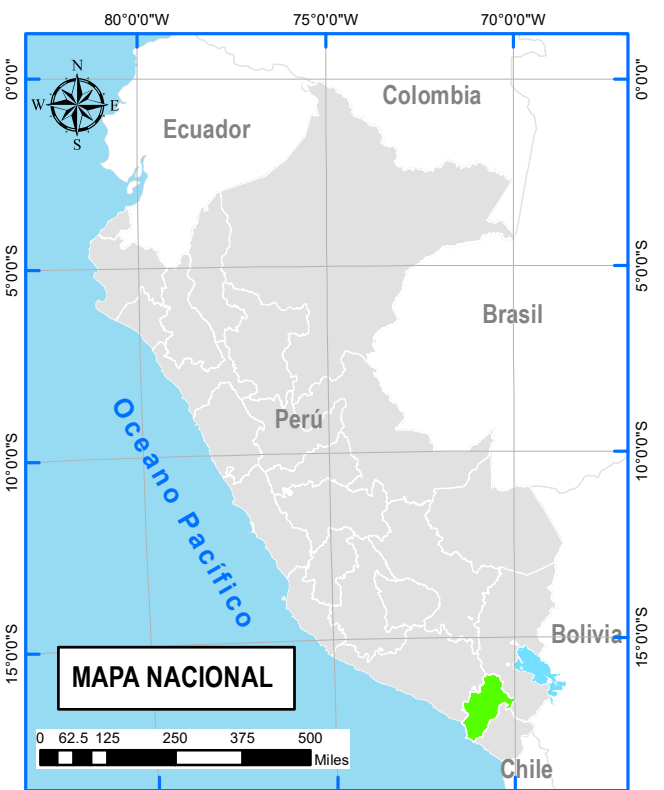 80°0'0"W 75°0'0"W 70°0'0"W
0°0'0" 0°0'0"
N
W E
S
Colombia
Ecuador
5°0'0"S 5°0'0"S
Brasil
Perú
Oceano Pacífico
10°0'0"S 10°0'0"S
Bolivia
15°0'0"S 15°0'0"S
MAPA NACIONAL
0 62.5 125 250 375 500
Miles
Chile